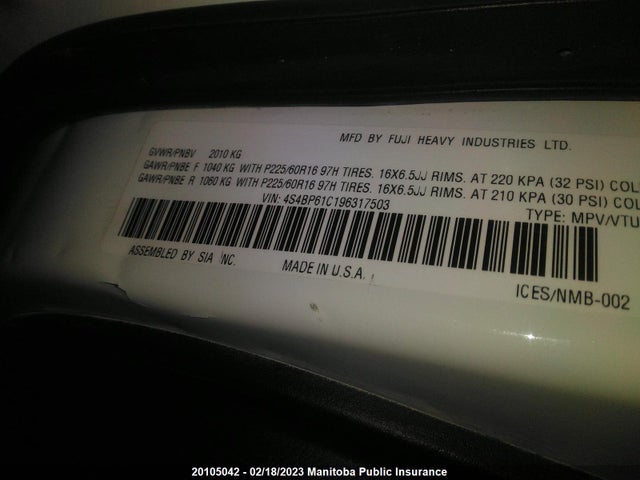 MFD BY FUJI HEAVY INDUSTRIES LTD.
GVWR/PNBV 2010 KG
GAWR/PNBE F 1040 KG WITH P225/60R16 97H TIRES. 16X6.5JJ RIMS. AT 220 KPA (32 PSI) COL
GAWR/PNBE R 1060 KG WITH P225/60R16 97H TIRES. 16X6.5JJ RIMS. AT 210 KPA (30 PSI) COL
VIN: 4S4BP61C196317503
TYPE: MPV/VTU
ASSEMBLED BY SIA INC.
MADE IN U.S.A.
ICES/NMB-002
20105042 - 02/18/2023 Manitoba Public Insurance